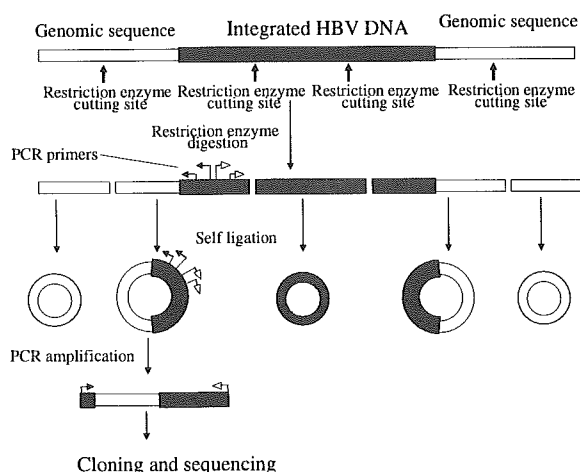 Genomic sequence
Integrated HBV DNA
Genomic sequence
Restriction enzyme
cutting site
Restriction enzyme
cutting site
Restriction enzyme
cutting site
Restriction enzyme
cutting site
Restriction enzyme
digestion
PCR primers
Self ligation
PCR amplification
Cloning and sequencing